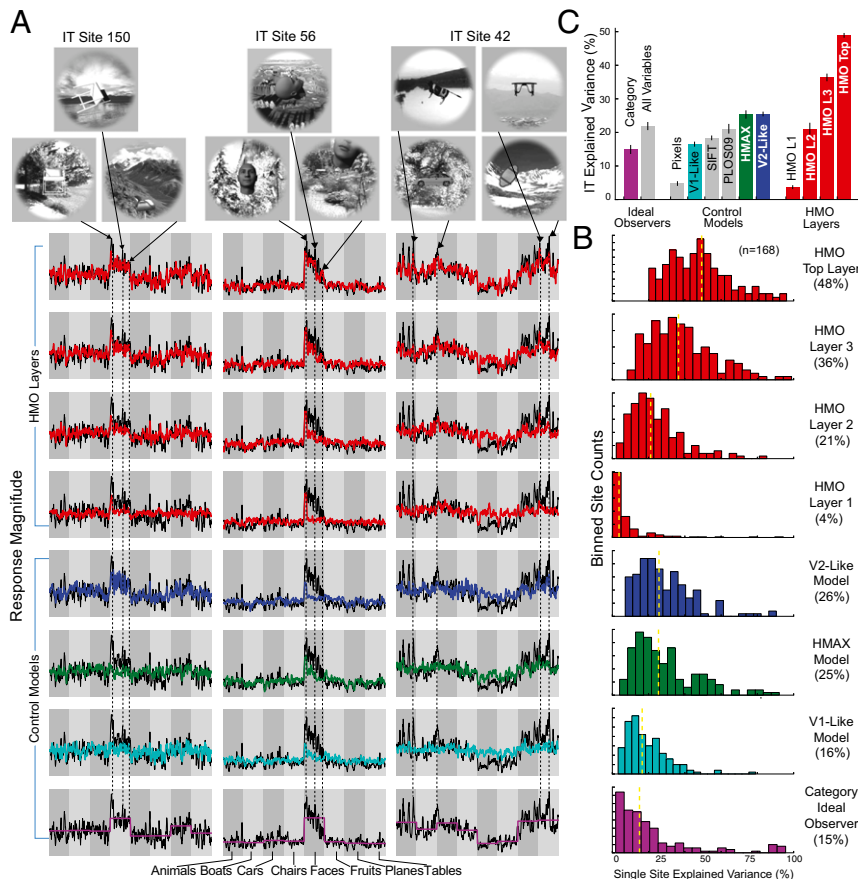 A
IT Site 150
IT Site 56
IT Site 42
HMO Layers
Response Magnitude
Control Models
Animals Boats Cars Chairs Faces Fruits Planes Tables
C
IT Explained Variance (%)
50
40
30
20
10
0
Category
All Variables
Pixels
V1-Like
SIFT
PLOS09
HMAX
V2-Like
HMO L1
HMO L2
HMO L3
HMO Top
Ideal
Observers
Control
Models
HMO
Layers
B
(n=168)
Binned Site Counts
HMO
Top Layer
(48%)
HMO
Layer 3
(36%)
HMO
Layer 2
(21%)
HMO
Layer 1
(4%)
V2-Like
Model
(26%)
HMAX
Model
(25%)
V1-Like
Model
(16%)
Category
Ideal
Observer
(15%)
0 50 100
Single Site Explained Variance (%)